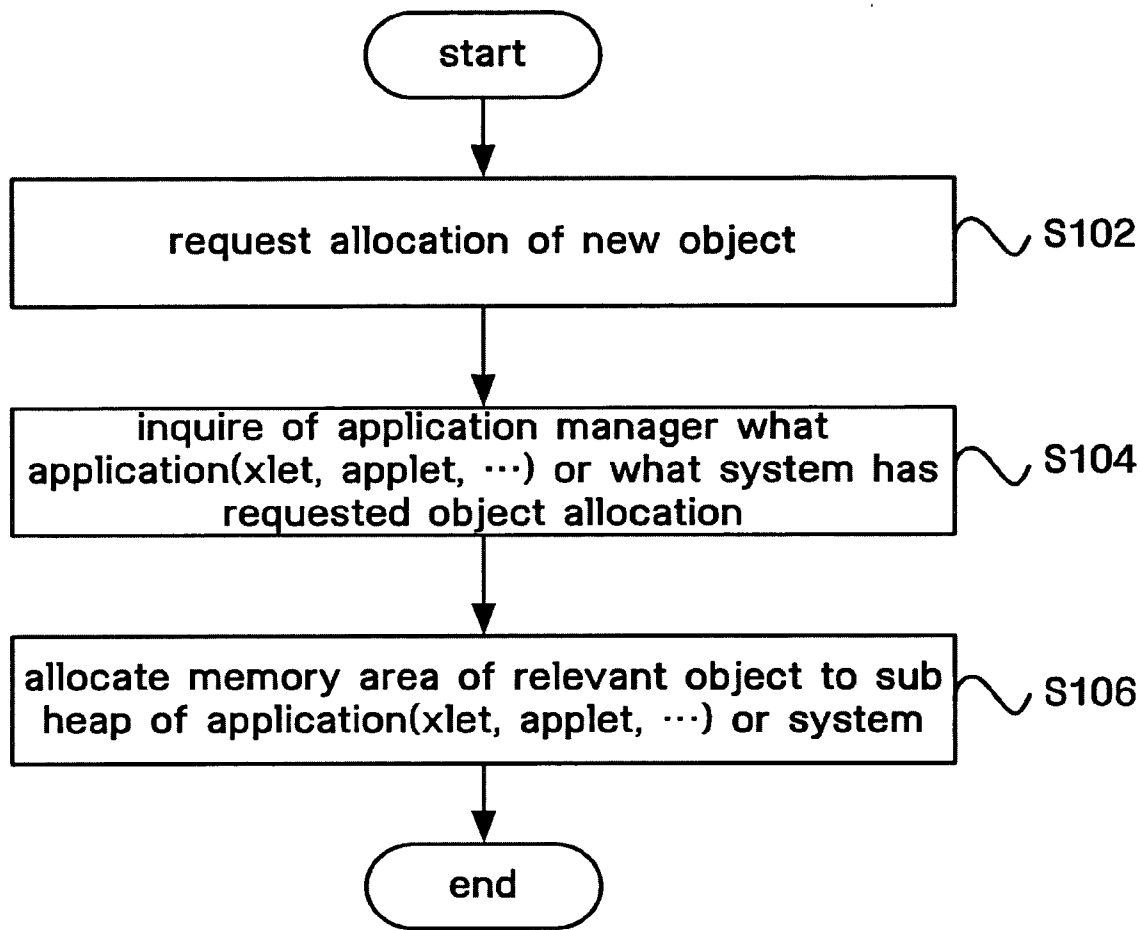 start
request allocation of new object
S102
inquire of application manager what
application(xlet, applet, ···) or what system has
requested object allocation
S104
allocate memory area of relevant object to sub
heap of application(xlet, applet, ···) or system
S106
end